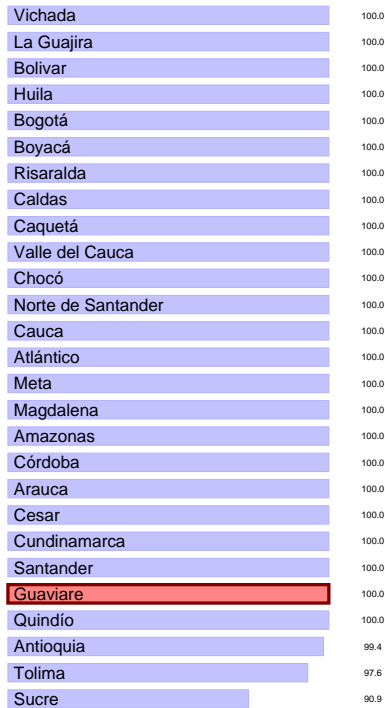 Vichada 100.0
La Guajira 100.0
Bolivar 100.0
Huila 100.0
Bogotá 100.0
Boyacá 100.0
Risaralda 100.0
Caldas 100.0
Caquetá 100.0
Valle del Cauca 100.0
Chocó 100.0
Norte de Santander 100.0
Cauca 100.0
Atlántico 100.0
Meta 100.0
Magdalena 100.0
Amazonas 100.0
Córdoba 100.0
Arauca 100.0
Cesar 100.0
Cundinamarca 100.0
Santander 100.0
Guaviare 100.0
Quindío 100.0
Antioquia 99.4
Tolima 97.6
Sucre 90.9